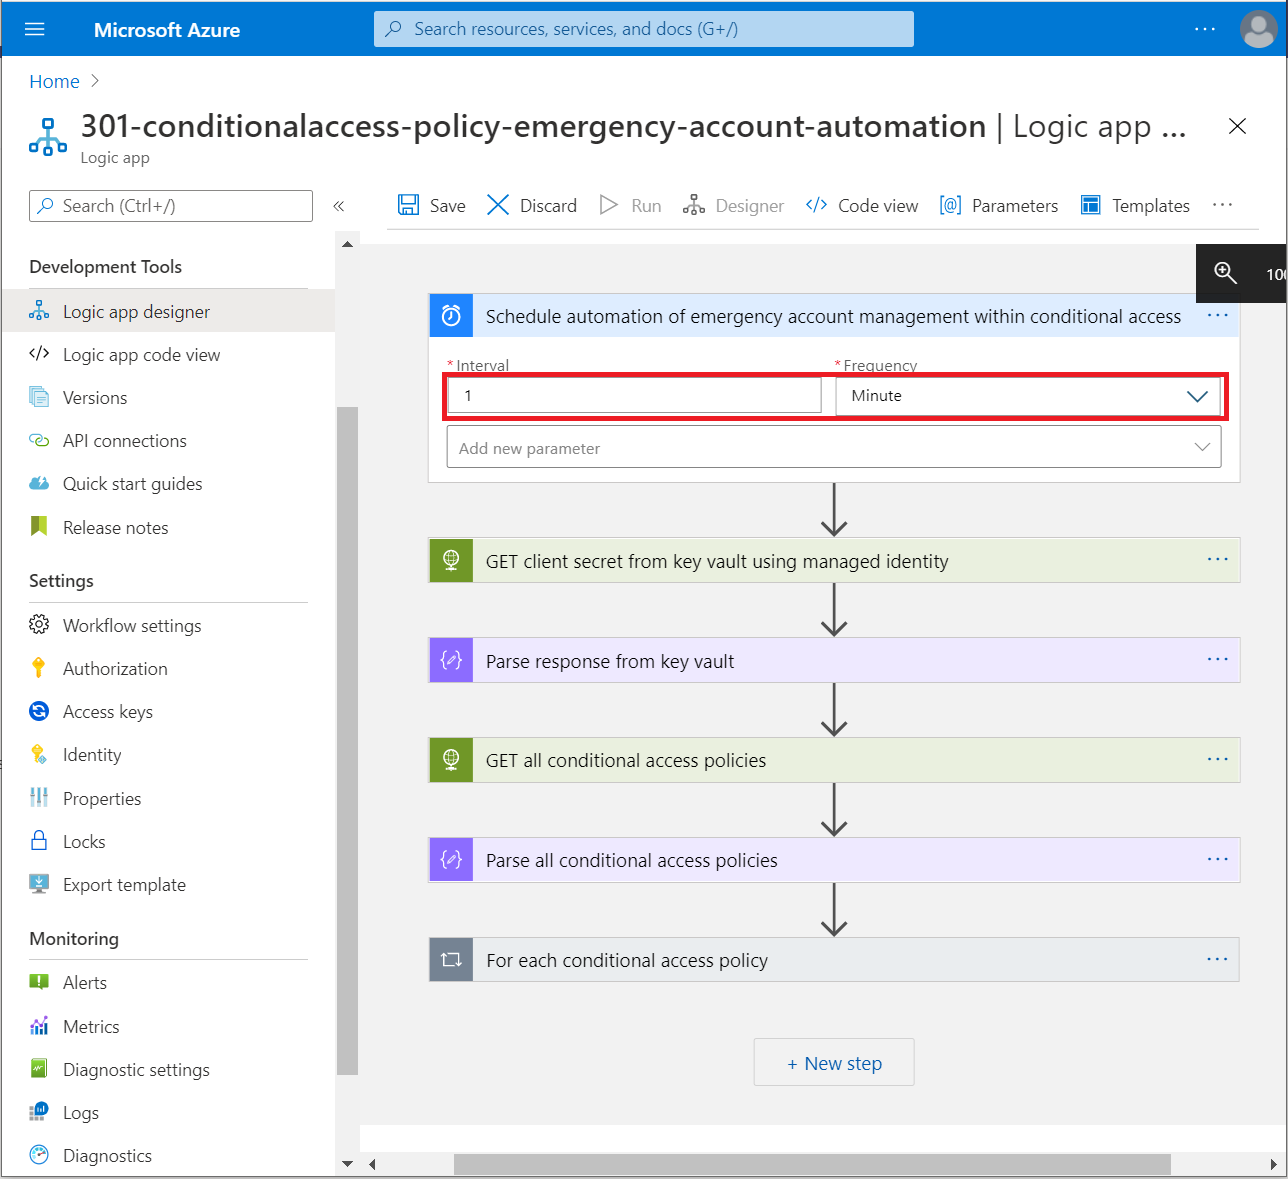 Microsoft Azure
Search resources, services, and docs (G+/)
Home
301-conditionalaccess-policy-emergency-account-automation | Logic app ...
Logic app
Search (Ctrl+/)
Save
Discard
Run
Designer
Code view
Parameters
Templates
Development Tools
Logic app designer
Logic app code view
Versions
API connections
Quick start guides
Release notes
Settings
Workflow settings
Authorization
Access keys
Identity
Properties
Locks
Export template
Monitoring
Alerts
Metrics
Diagnostic settings
Logs
Diagnostics
Schedule automation of emergency account management within conditional access
* Interval
* Frequency
1
Minute
Add new parameter
GET client secret from key vault using managed identity
Parse response from key vault
GET all conditional access policies
Parse all conditional access policies
For each conditional access policy
+ New step